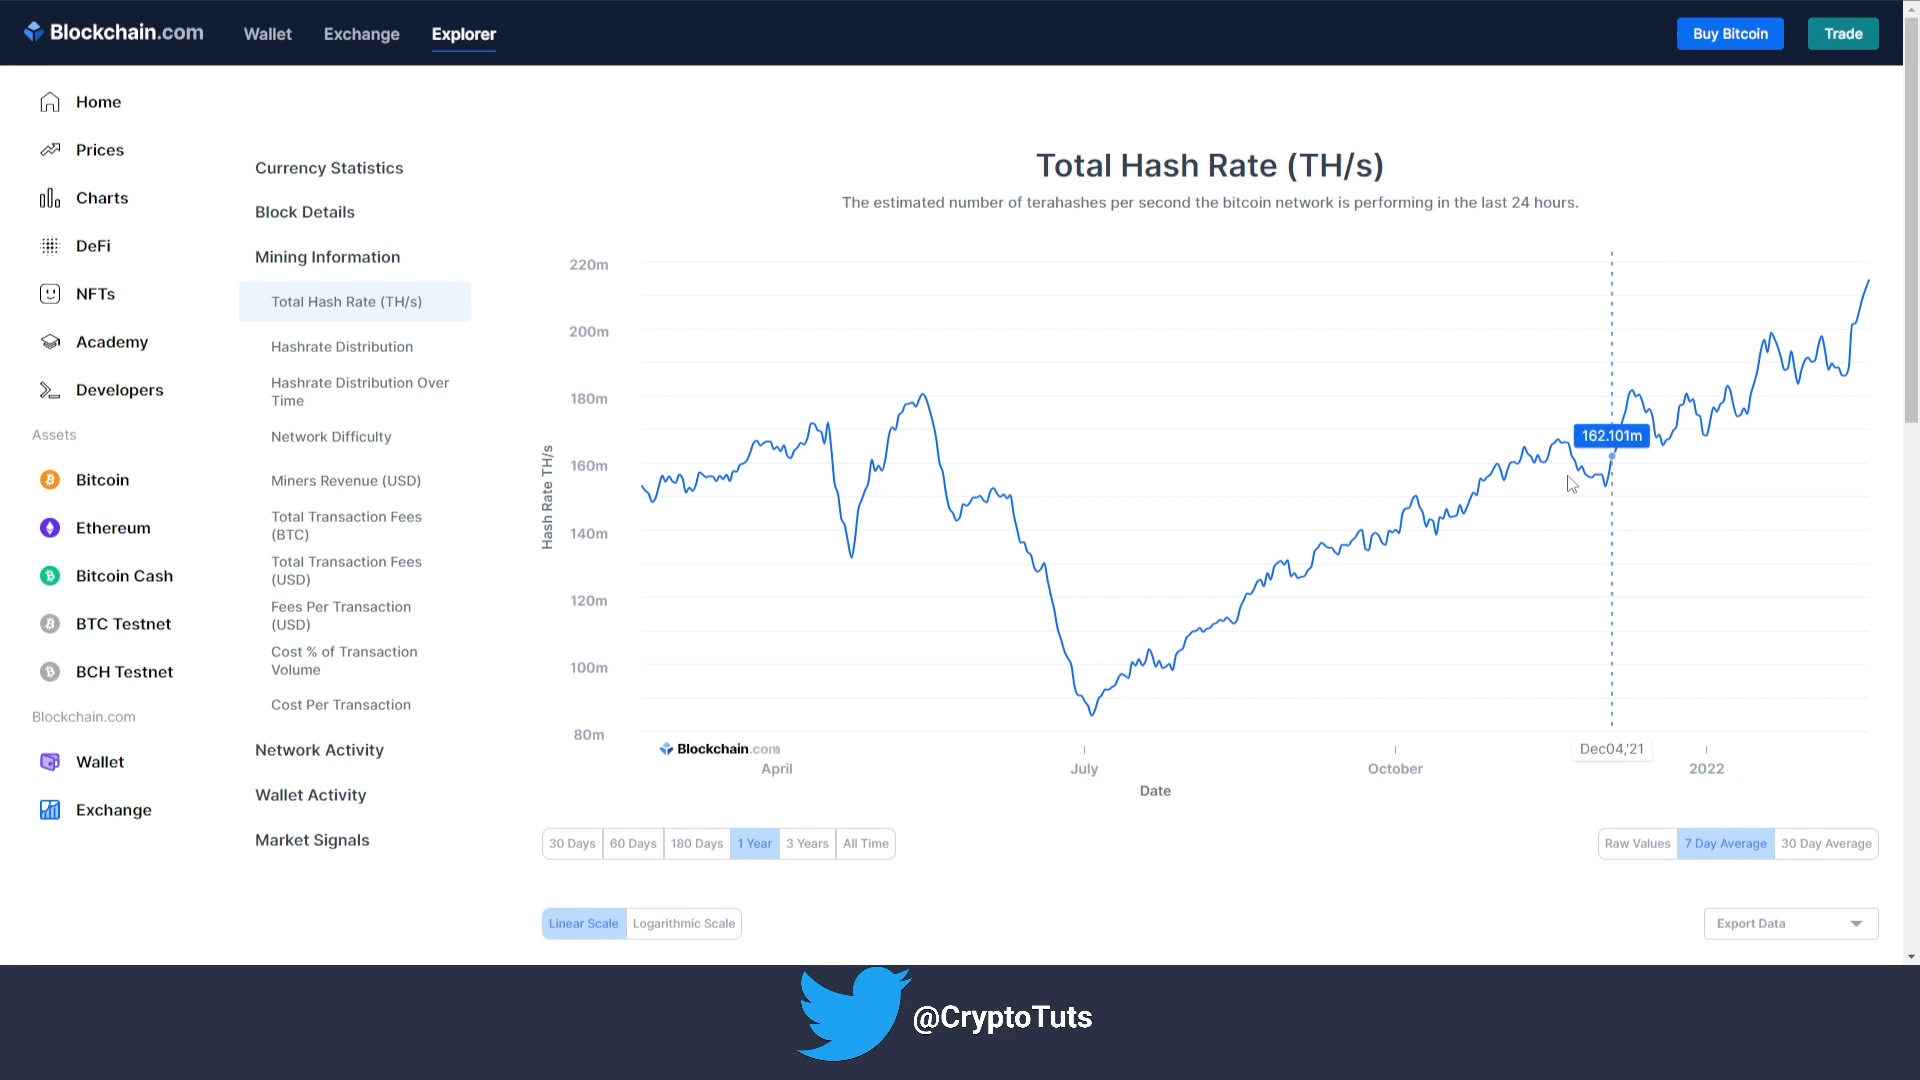 Blockchain.com
Wallet
Exchange
Explorer
Buy Bitcoin
Trade
Home
Prices
Charts
DeFi
NFTs
Academy
Developers
Assets
Bitcoin
Ethereum
Bitcoin Cash
BTC Testnet
BCH Testnet
Blockchain.com
Wallet
Exchange
Currency Statistics
Block Details
Mining Information
Total Hash Rate (TH/s)
Hashrate Distribution
Hashrate Distribution Over
Time
Network Difficulty
Miners Revenue (USD)
Total Transaction Fees
(BTC)
Total Transaction Fees
(USD)
Fees Per Transaction
(USD)
Cost % of Transaction
Volume
Cost Per Transaction
Network Activity
Wallet Activity
Market Signals
Total Hash Rate (TH/s)
The estimated number of terahashes per second the bitcoin network is performing in the last 24 hours.
Hash Rate TH/s
220m
200m
180m
160m
140m
120m
100m
80m
162.101m
Blockchain.com
Dec04,'21
April
July
October
2022
Date
30 Days
60 Days
180 Days
1 Year
3 Years
All Time
Raw Values
7 Day Average
30 Day Average
Linear Scale
Logarithmic Scale
Export Data
@CryptoTuts